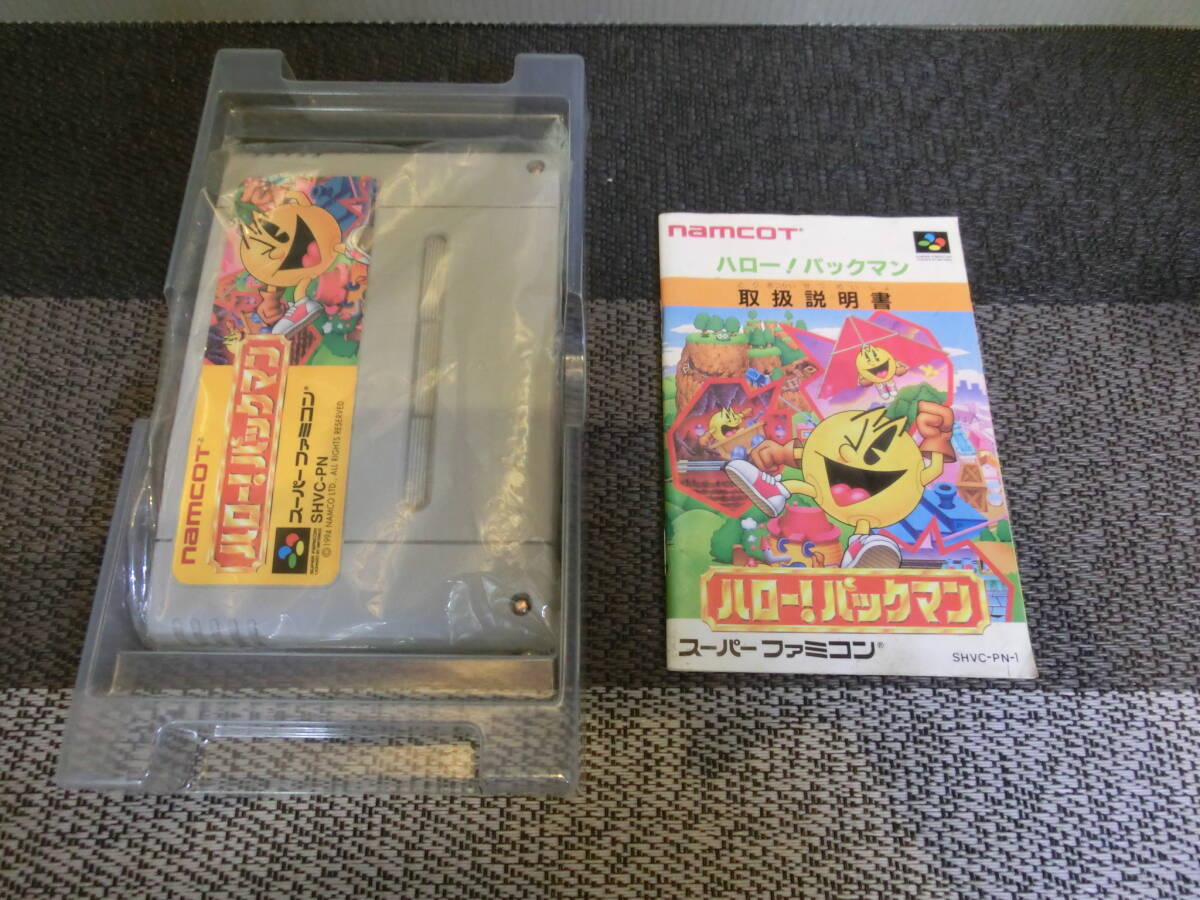 namcot
ハロー!パックマン
スーパーファミコン®
SHVC-PN
© 1994 NAMCO LTD., ALL RIGHTS RESERVED
namcot®
ハロー!パックマン
取扱説明書
ハロー!パックマン
スーパーファミコン®
SHVC-PN-1